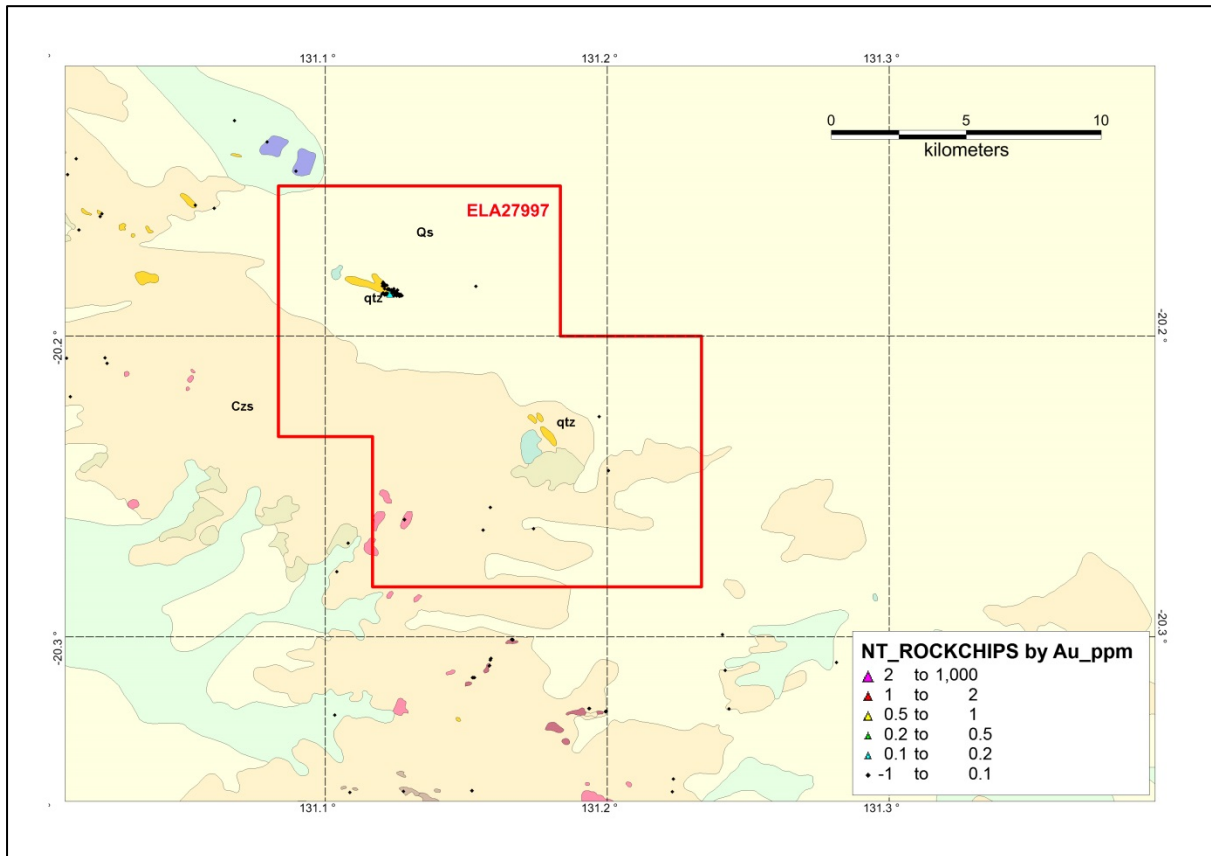 131.1 °
131.2 °
131.3 °
0
5
10
kilometers
ELA27997
Qs
qtz
-20.2 °
-20.2 °
Czs
qtz
-20.3 °
-20.3 °
NT_ROCKCHIPS by Au_ppm
2 to 1,000
1 to 2
0.5 to 1
0.2 to 0.5
0.1 to 0.2
-1 to 0.1
131.1 °
131.2 °
131.3 °